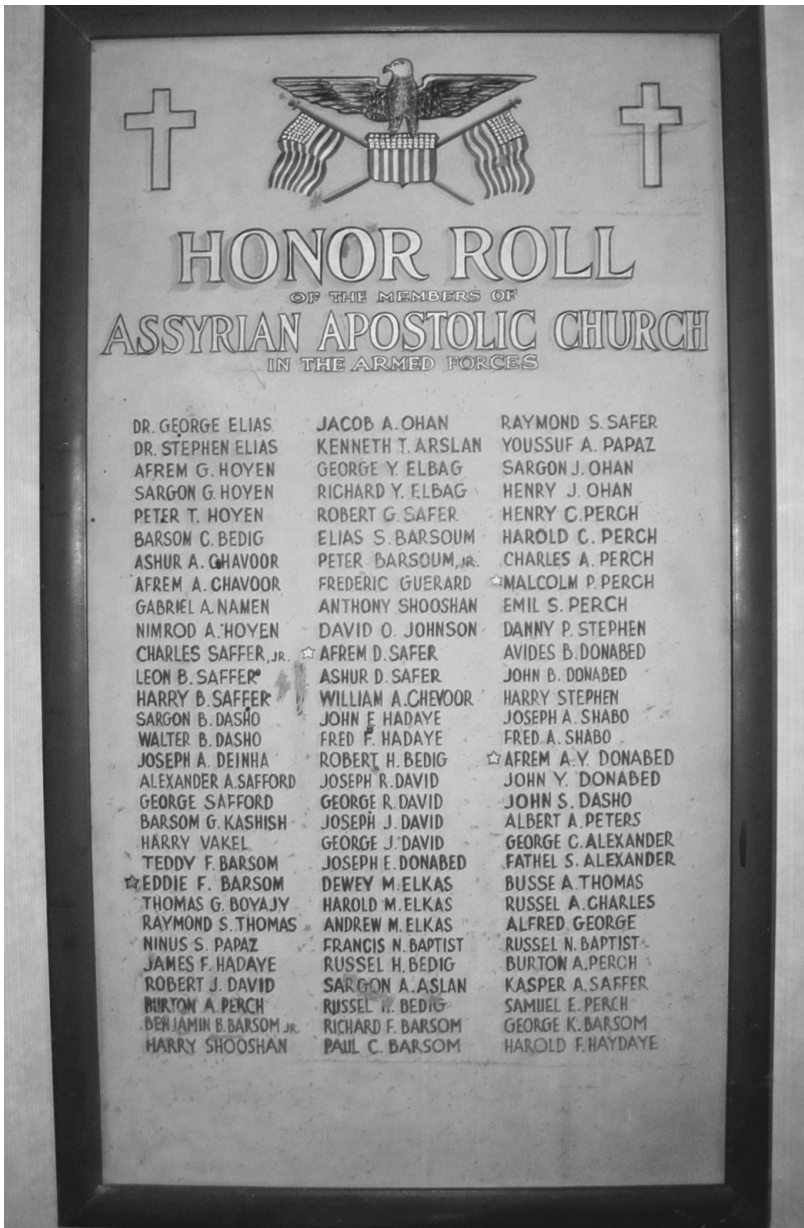 HONOR ROLL
OF THE MEMBERS OF
ASSYRIAN APOSTOLIC CHURCH
IN THE ARMED FORCES
DR. GEORGE ELIAS
DR. STEPHEN ELIAS
AFREM G. HOYEN
SARGON G. HOYEN
PETER T. HOYEN
BARSOM C. BEDIG
ASHUR A. CHAVOOR
AFREM A. CHAVOOR
GABRIEL A. NAMEN
NIMROD A. HOYEN
CHARLES SAFFER, JR.
LEON B. SAFFER
HARRY B. SAFFER
SARGON B. DASHO
WALTER B. DASHO
JOSEPH A. DEINHA
ALEXANDER A. SAFFORD
GEORGE SAFFORD
BARSOM G. KASHISH
HARRY VAKEL
TEDDY F. BARSOM
EDDIE F. BARSOM
THOMAS G. BOYAJY
RAYMOND S. THOMAS
NINUS S. PAPAZ
JAMES F. HADAYE
ROBERT J. DAVID
BURTON A. PERCH
BENJAMIN B. BARSOM JR.
HARRY SHOOSHAN
JACOB A. OHAN
KENNETH T. ARSLAN
GEORGE Y. ELBAG
RICHARD Y. ELBAG
ROBERT G. SAFER
ELIAS S. BARSOUM
PETER BARSOUM, JR.
FREDERIC GUERARD
ANTHONY SHOOSHAN
DAVID O. JOHNSON
AFREM D. SAFER
ASHUR D. SAFER
WILLIAM A. CHEVOOR
JOHN F. HADAYE
FRED F. HADAYE
ROBERT H. BEDIG
JOSEPH R. DAVID
GEORGE R. DAVID
JOSEPH J. DAVID
GEORGE J. DAVID
JOSEPH E. DONABED
DEWEY M. ELKAS
HAROLD M. ELKAS
ANDREW M. ELKAS
FRANCIS N. BAPTIST
RUSSEL H. BEDIG
SARGON A. ASLAN
RUSSEL H. BEDIG
RICHARD F. BARSOM
PAUL C. BARSOM
RAYMOND S. SAFER
YOUSSUF A. PAPAZ
SARGON J. OHAN
HENRY J. OHAN
HENRY C. PERCH
HAROLD C. PERCH
CHARLES A. PERCH
MALCOLM P. PERCH
EMIL S. PERCH
DANNY P. STEPHEN
AVIDES B. DONABED
JOHN B. DONABED
HARRY STEPHEN
JOSEPH A. SHABO
FRED A. SHABO
AFREM A.Y. DONABED
JOHN Y. DONABED
JOHN S. DASHO
ALBERT A. PETERS
GEORGE C. ALEXANDER
FATHEL S. ALEXANDER
BUSSE A. THOMAS
RUSSEL A. CHARLES
ALFRED GEORGE
RUSSEL N. BAPTIST
BURTON A. PERCH
KASPER A. SAFFER
SAMUEL E. PERCH
GEORGE K. BARSOM
HAROLD F. HAYDAYE